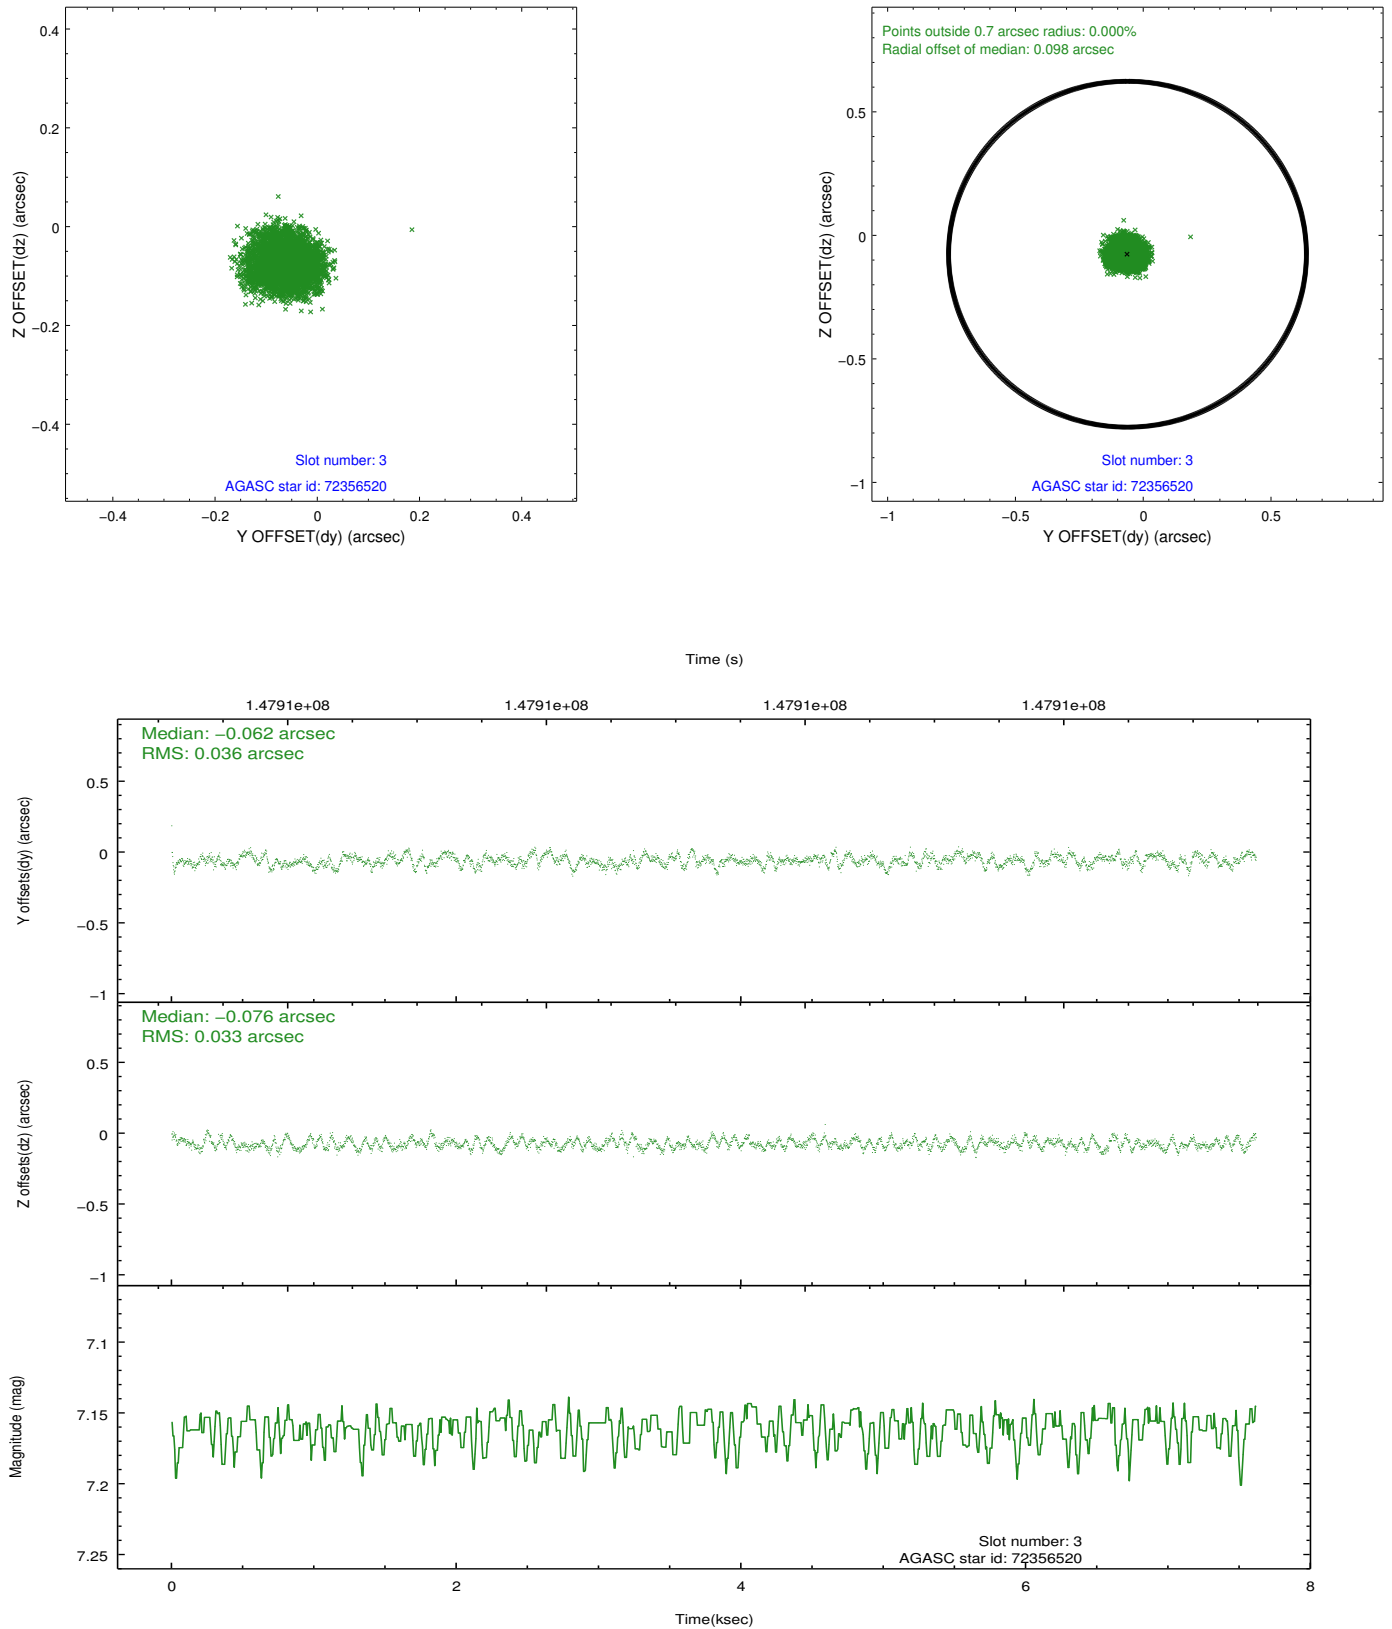 0.4
0.2
0
−0.2
−0.4
Z OFFSET(dz) (arcsec)
Slot number: 3
AGASC star id: 72356520
−0.4 −0.2 0 0.2 0.4
Y OFFSET(dy) (arcsec)
Points outside 0.7 arcsec radius: 0.000%
Radial offset of median: 0.098 arcsec
0.5
0
−0.5
−1
Z OFFSET(dz) (arcsec)
Slot number: 3
AGASC star id: 72356520
−1 −0.5 0 0.5
Y OFFSET(dy) (arcsec)
Time (s)
1.4791e+08 1.4791e+08 1.4791e+08 1.4791e+08
Median: −0.062 arcsec
RMS: 0.036 arcsec
0.5
0
−0.5
−1
Y offsets(dy) (arcsec)
Median: −0.076 arcsec
RMS: 0.033 arcsec
0.5
0
−0.5
−1
Z offsets(dz) (arcsec)
7.1
7.15
7.2
7.25
Magnitude (mag)
Slot number: 3
AGASC star id: 72356520
0 2 4 6 8
Time(ksec)